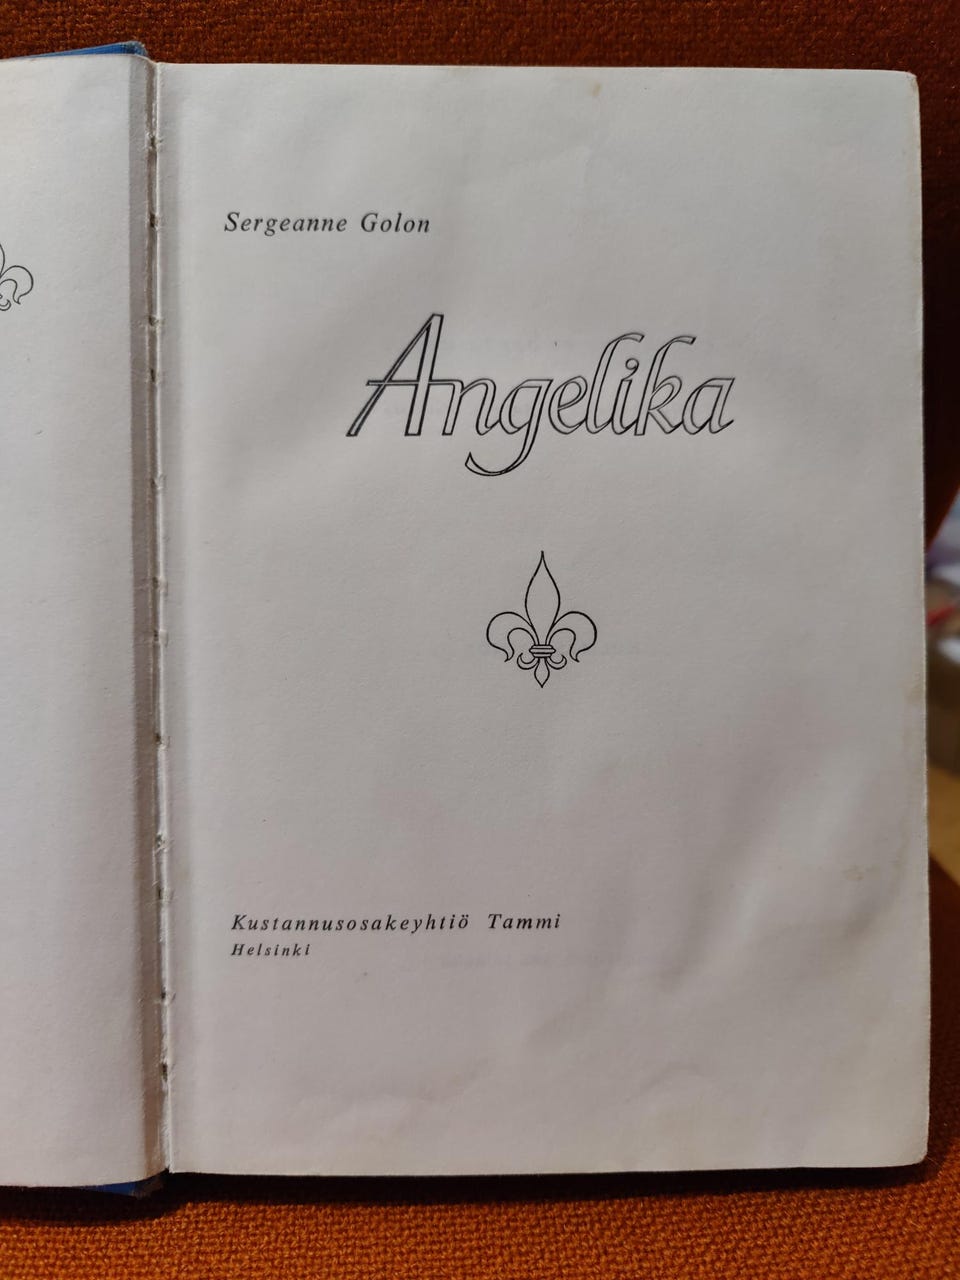 Sergeanne Golon
Angelika
Kustannusosakeyhtiö Tammi
Helsinki